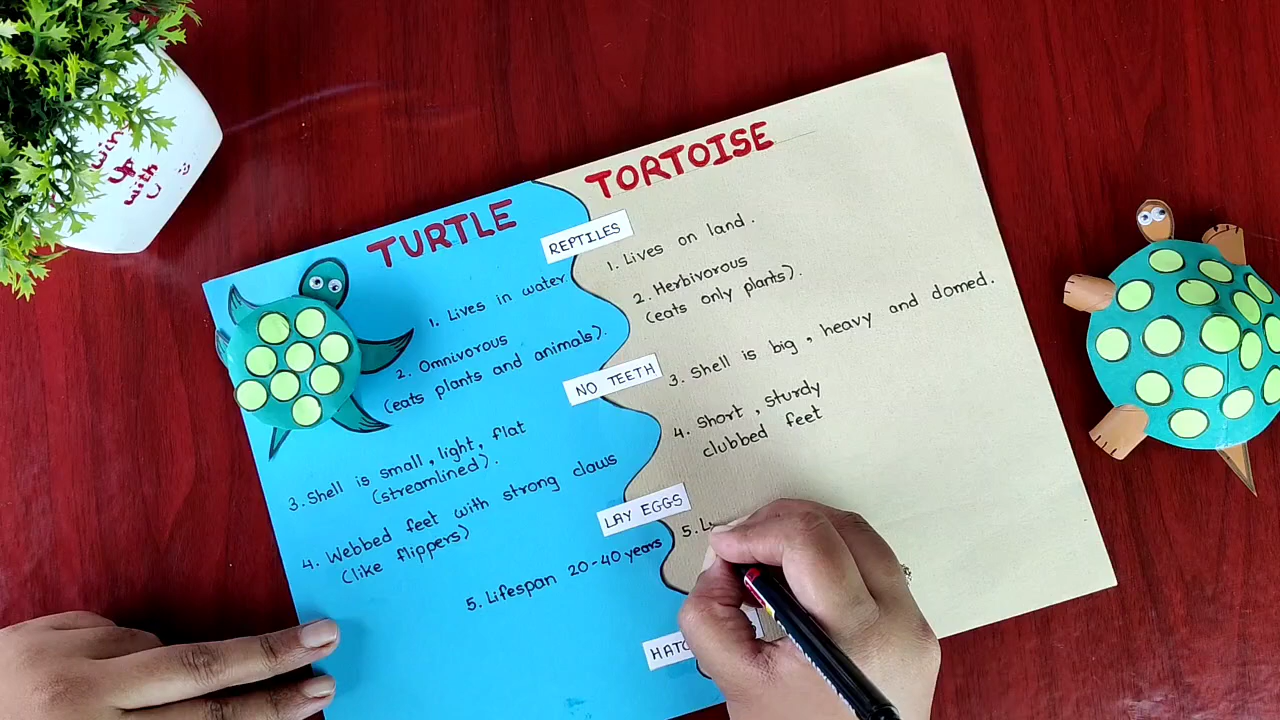 with
up
with
TURTLE
TORTOISE
REPTILES
1. Lives in water.
2. Omnivorous
(eats plants and animals).
3. Shell is small, light, flat
(streamlined).
4. Webbed feet with strong claws
(like flippers)
5. Lifespan 20-40 years
1. Lives on land.
2. Herbivorous
(eats only plants).
NO TEETH
3. Shell is big, heavy and domed.
4. Short, sturdy
clubbed feet
LAY EGGS
5.